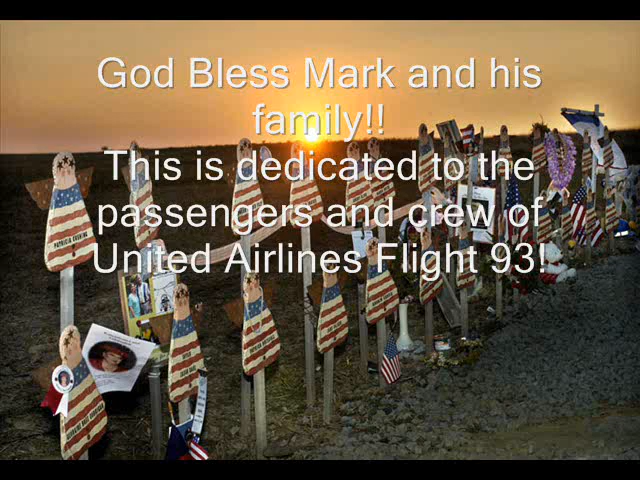 God Bless Mark and his
family!!
This is dedicated to the
passengers and crew of
United Airlines Flight 93!